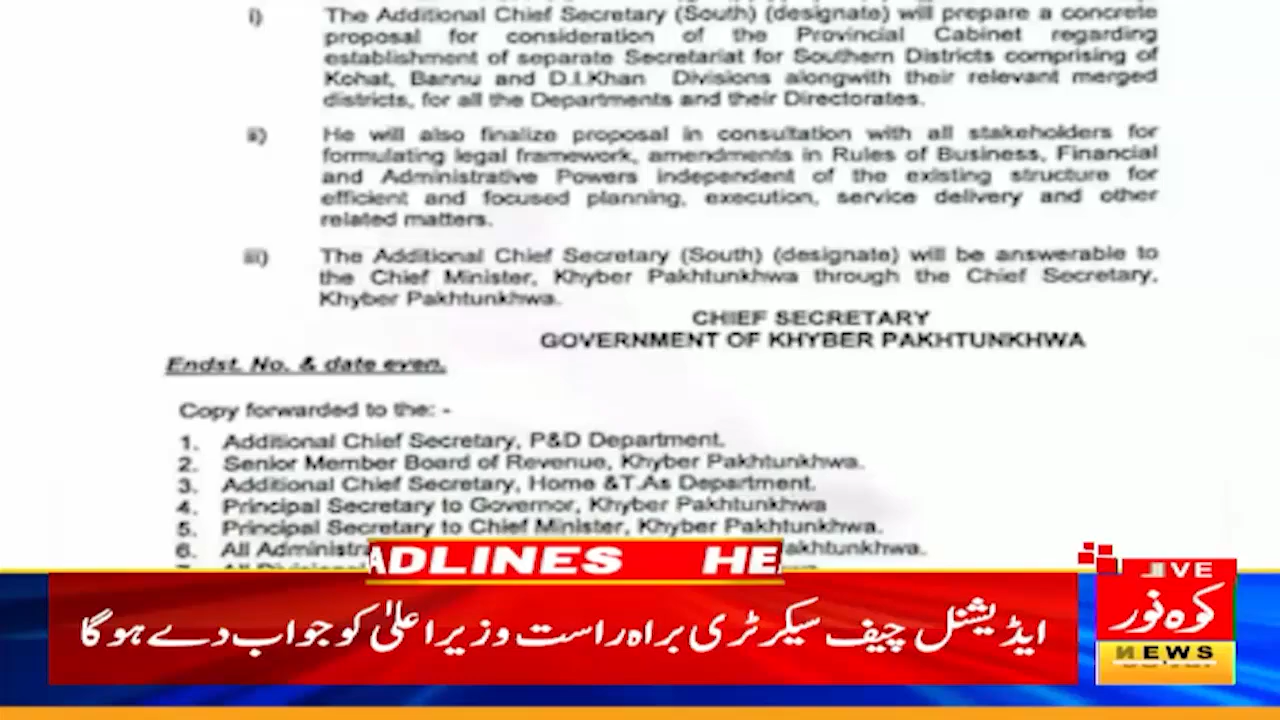 i) The Additional Chief Secretary (South) (designate) will prepare a concrete
proposal for consideration of the Provincial Cabinet regarding
establishment of separate Secretariat for Southern Districts comprising of
Kohat, Bannu and D.I.Khan Divisions alongwith their relevant merged
districts, for all the Departments and their Directorates.
ii) He will also finalize proposal in consultation with all stakeholders for
formulating legal framework, amendments in Rules of Business, Financial
and Administrative Powers independent of the existing structure for
efficient and focused planning, execution, service delivery and other
related matters.
iii) The Additional Chief Secretary (South) (designate) will be answerable to
the Chief Minister, Khyber Pakhtunkhwa through the Chief Secretary,
Khyber Pakhtunkhwa.
CHIEF SECRETARY
GOVERNMENT OF KHYBER PAKHTUNKHWA
Endst. No. & date even.
Copy forwarded to the: -
1. Additional Chief Secretary, P&D Department.
2. Senior Member Board of Revenue, Khyber Pakhtunkhwa.
3. Additional Chief Secretary, Home &T.As Department.
4. Principal Secretary to Governor, Khyber Pakhtunkhwa
5. Principal Secretary to Chief Minister, Khyber Pakhtunkhwa.
6. All Administra akhtunkhwa.
ADLINES HE
ایڈیشنل چیف سیکرٹری براہ راست وزیراعلیٰ کو جواب دے ہوگا
LIVE
کوہ نور
NEWS